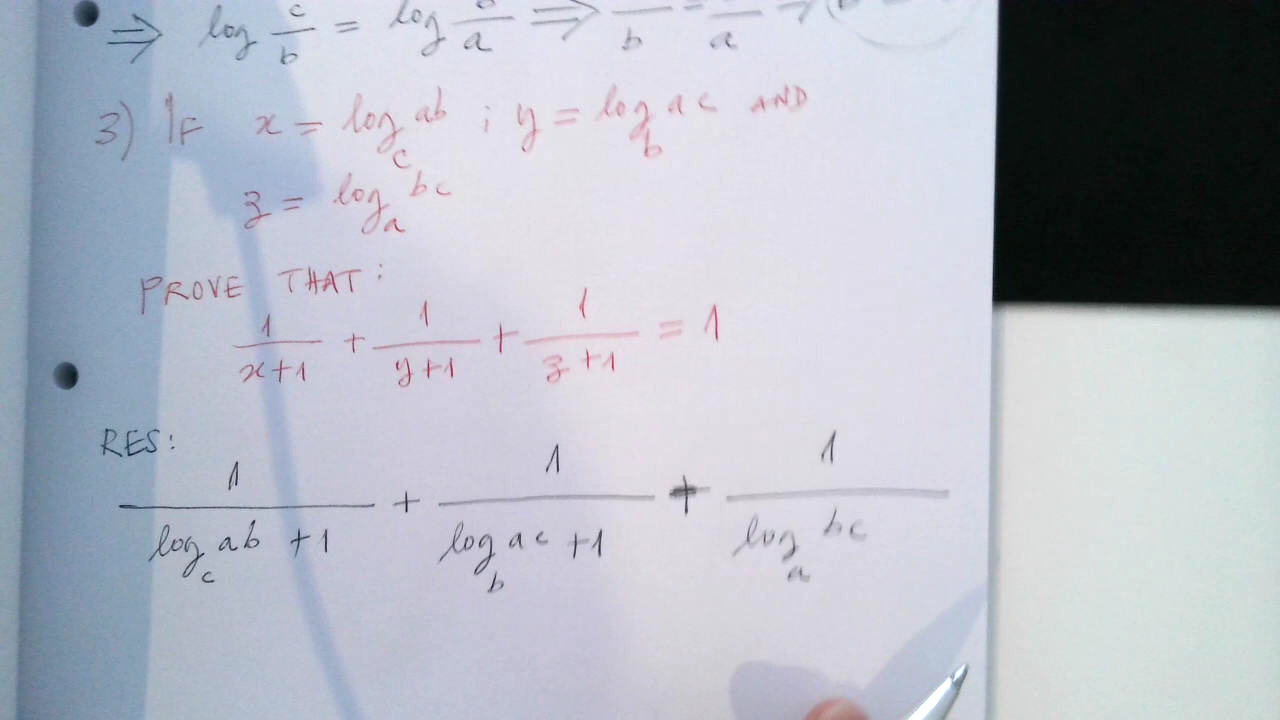 ⇒ log c/b = log b/a ⇒
3) IF x = log_c ab ; y = log_b ac AND
z = log_a bc
PROVE THAT:
1/(x+1) + 1/(y+1) + 1/(z+1) = 1
RES:
1/(log_c ab +1) + 1/(log_b ac +1) + 1/(log_a bc)